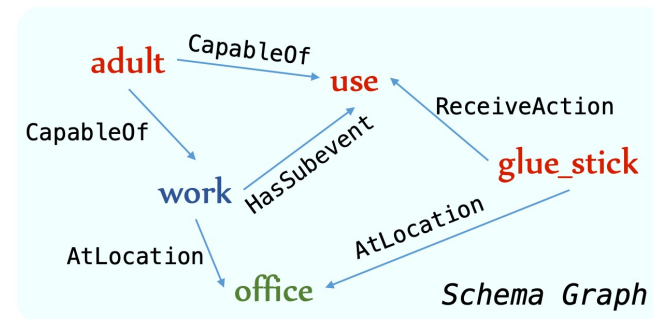 adult
CapableOf
use
ReceiveAction
CapableOf
glue_stick
work
HasSubevent
AtLocation
AtLocation
office
Schema Graph